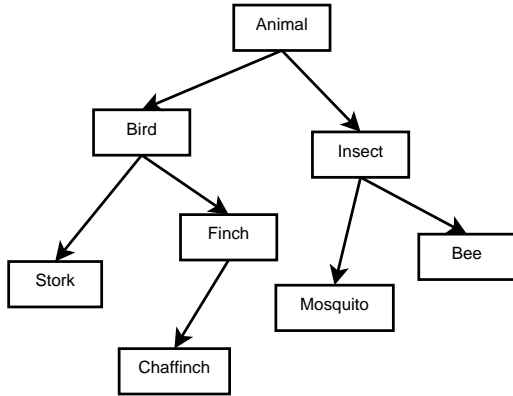 Animal
Bird
Insect
Finch
Bee
Stork
Mosquito
Chaffinch